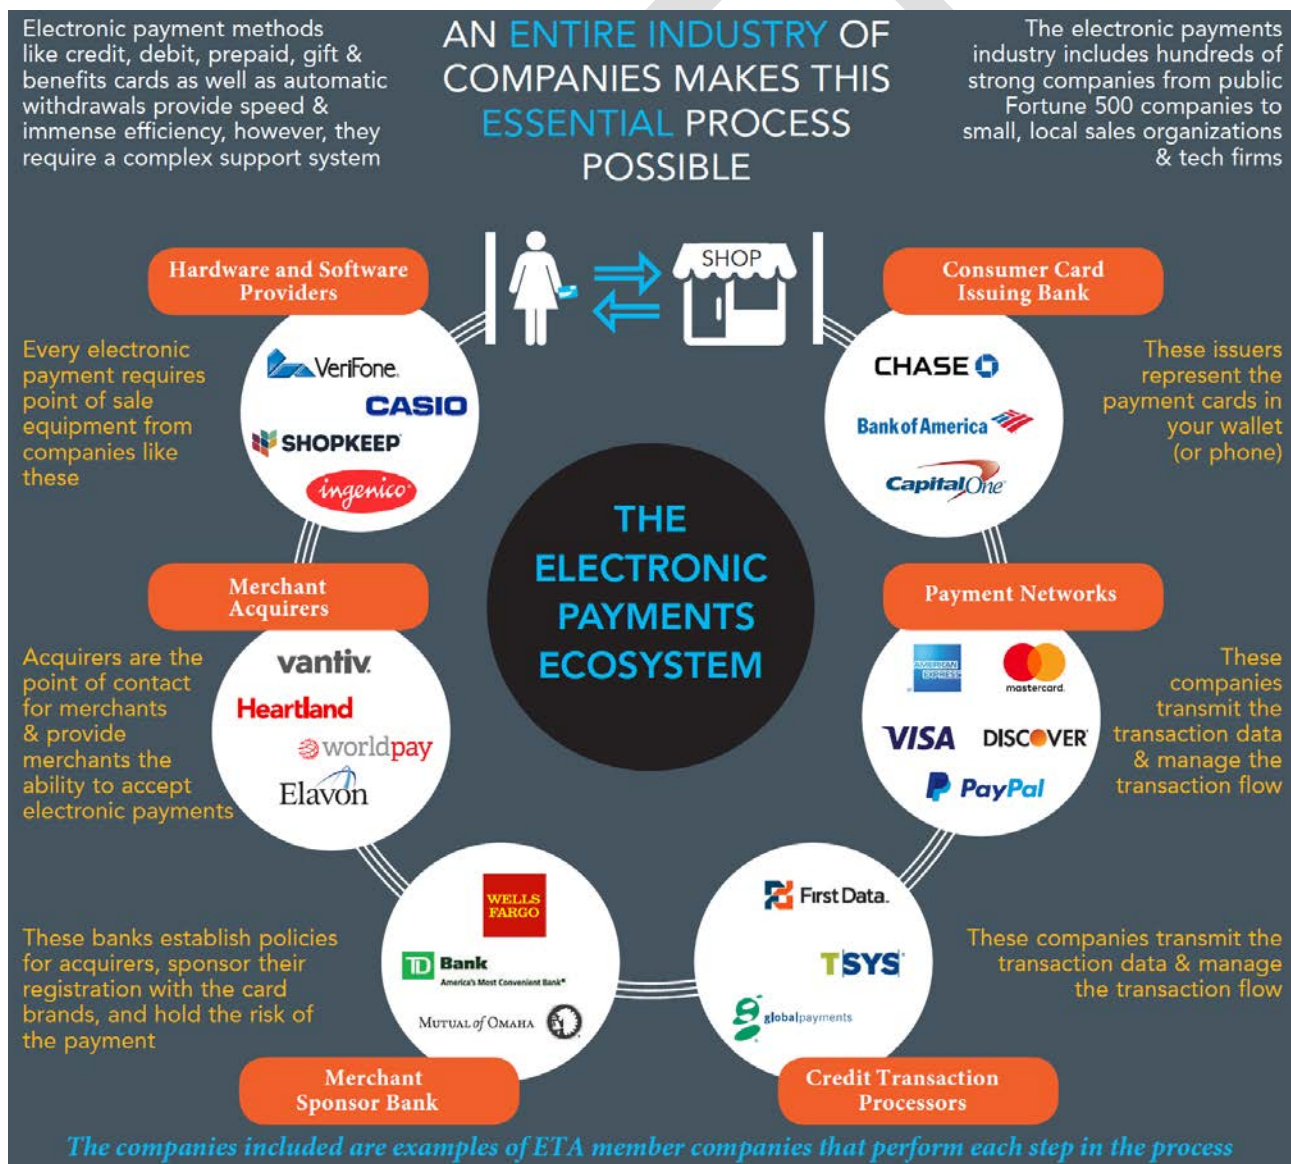 Electronic payment methods
like credit, debit, prepaid, gift &
benefits cards as well as automatic
withdrawals provide speed &
immense efficiency, however, they
require a complex support system
AN ENTIRE INDUSTRY OF
COMPANIES MAKES THIS
ESSENTIAL PROCESS
POSSIBLE
The electronic payments
industry includes hundreds of
strong companies from public
Fortune 500 companies to
small, local sales organizations
& tech firms
SHOP
Hardware and Software
Providers
Every electronic
payment requires
point of sale
equipment from
companies like
these
VeriFone.
CASIO
SHOPKEEP
ingenico
Consumer Card
Issuing Bank
CHASE
Bank of America
Capital One
These issuers
represent the
payment cards in
your wallet
(or phone)
THE
ELECTRONIC
PAYMENTS
ECOSYSTEM
Merchant
Acquirers
Acquirers are the
point of contact
for merchants
& provide
merchants the
ability to accept
electronic payments
vantiv.
Heartland
worldpay
Elavon
Payment Networks
AMERICAN
EXPRESS
mastercard.
VISA
DISCOVER
PayPal
These
companies
transmit the
transaction data
& manage the
transaction flow
These banks establish policies
for acquirers, sponsor their
registration with the card
brands, and hold the risk of
the payment
WELLS
FARGO
TD Bank
America's Most Convenient Bank®
MUTUAL of OMAHA
Merchant
Sponsor Bank
First Data.
TSYS
globalpayments
These companies transmit the
transaction data & manage
the transaction flow
Credit Transaction
Processors
The companies included are examples of ETA member companies that perform each step in the process